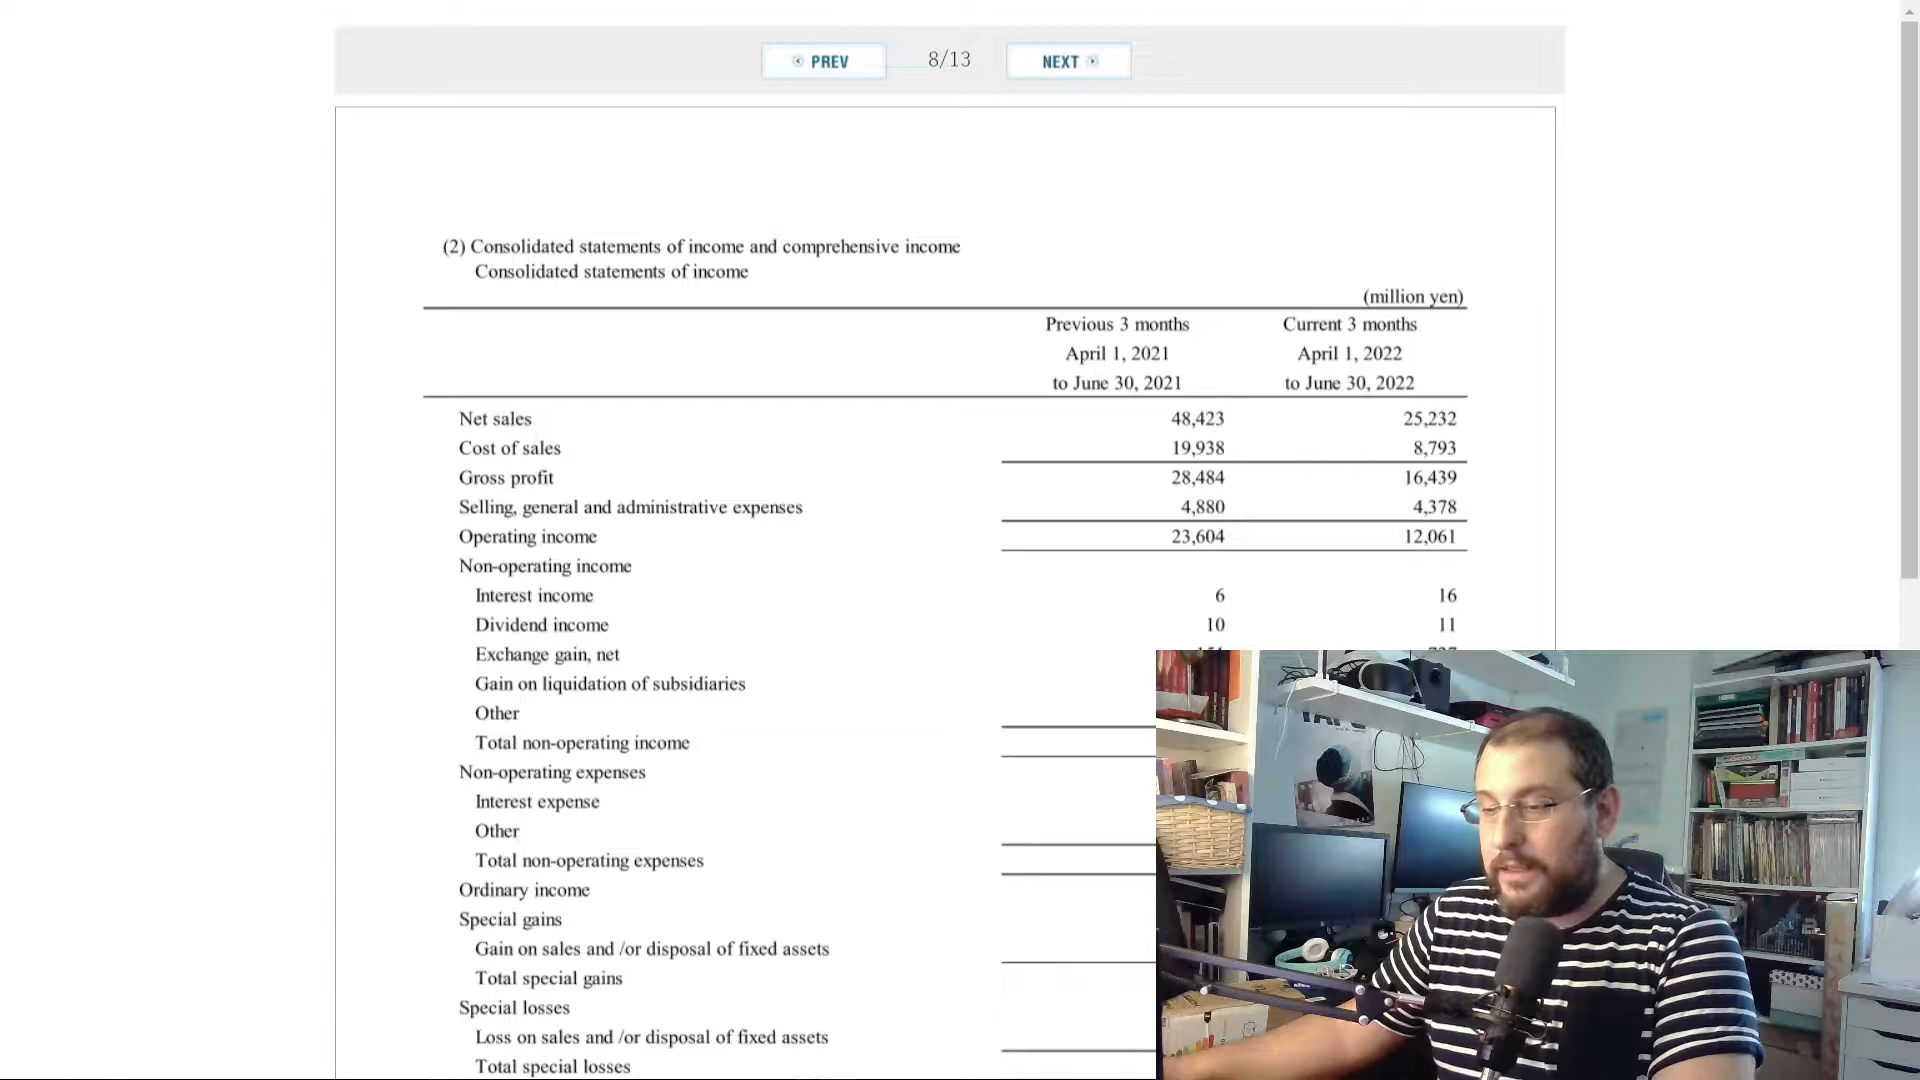 PREV 8/13 NEXT
(2) Consolidated statements of income and comprehensive income
Consolidated statements of income
(million yen)
Previous 3 months Current 3 months
April 1, 2021 April 1, 2022
to June 30, 2021 to June 30, 2022
Net sales 48,423 25,232
Cost of sales 19,938 8,793
Gross profit 28,484 16,439
Selling, general and administrative expenses 4,880 4,378
Operating income 23,604 12,061
Non-operating income
Interest income 6 16
Dividend income 10 11
Exchange gain, net
Gain on liquidation of subsidiaries
Other
Total non-operating income
Non-operating expenses
Interest expense
Other
Total non-operating expenses
Ordinary income
Special gains
Gain on sales and /or disposal of fixed assets
Total special gains
Special losses
Loss on sales and /or disposal of fixed assets
Total special losses